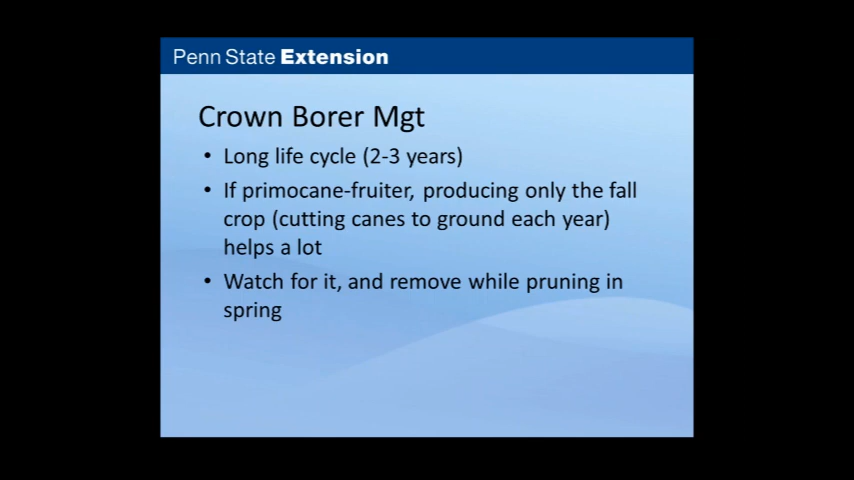 Penn State Extension
Crown Borer Mgt
• Long life cycle (2-3 years)
• If primocane-fruiter, producing only the fall
crop (cutting canes to ground each year)
helps a lot
• Watch for it, and remove while pruning in
spring